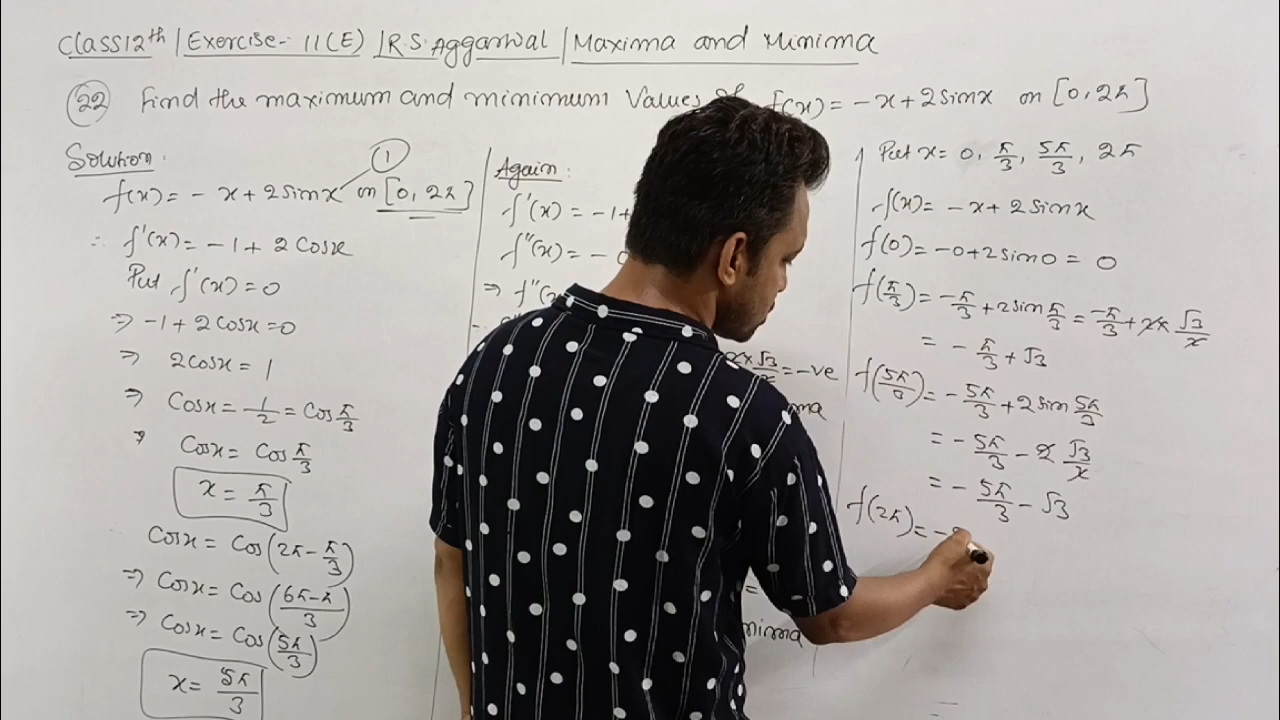 Class 12th | Exercise- 11(E) | R.S. Aggarwal | Maxima and Minima
(22) Find the maximum and minimum Values f(x) = -x + 2sinx on [0, 2π]
Solution:
f(x) = - x + 2sinx on [0, 2π] ①
∴ f'(x) = -1 + 2 Cosx
Put f'(x) = 0
⇒ -1 + 2cosx = 0
⇒ 2cosx = 1
⇒ Cosx = 1/2 = Cos π/3
⇒ Cosx = Cos π/3
x = π/3
Cosx = Cos(2π - π/3)
⇒ Cosx = Cos(6π-π/3)
⇒ Cosx = Cos(5π/3)
x = 5π/3
Again:
f'(x) = -1+
f''(x) = -
⇒ f''
= -ve
Put x = 0, π/3, 5π/3, 2π
f(x) = -x + 2sinx
f(0) = -0+2sin0 = 0
f(π/3) = -π/3 + 2sin π/3 = -π/3 + 2 × √3/2
= - π/3 + √3
f(5π/3) = - 5π/3 + 2sin 5π/3
= - 5π/3 - 2 √3/2
= - 5π/3 - √3
f(2π) = -